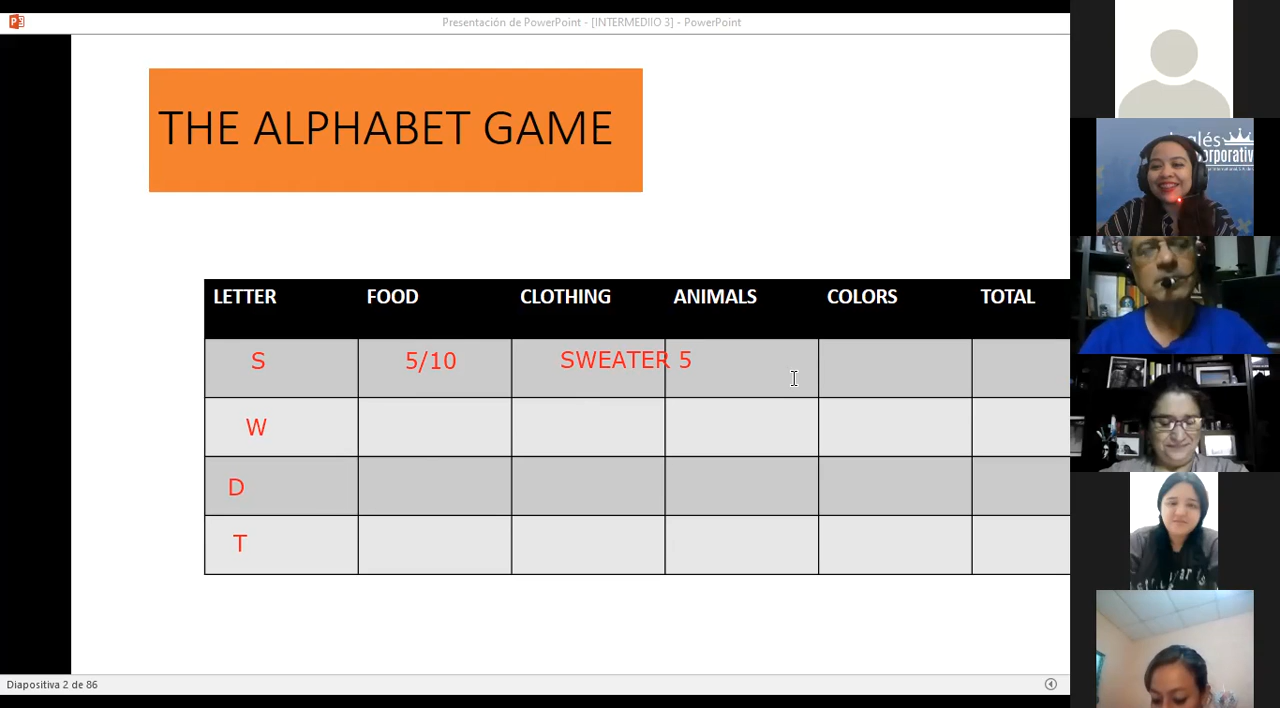 Presentación de PowerPoint - [INTERMEDIIO 3] - PowerPoint
THE ALPHABET GAME
LETTER FOOD CLOTHING ANIMALS COLORS TOTAL
S 5/10 SWEATER 5
W
D
T
Diapositiva 2 de 86